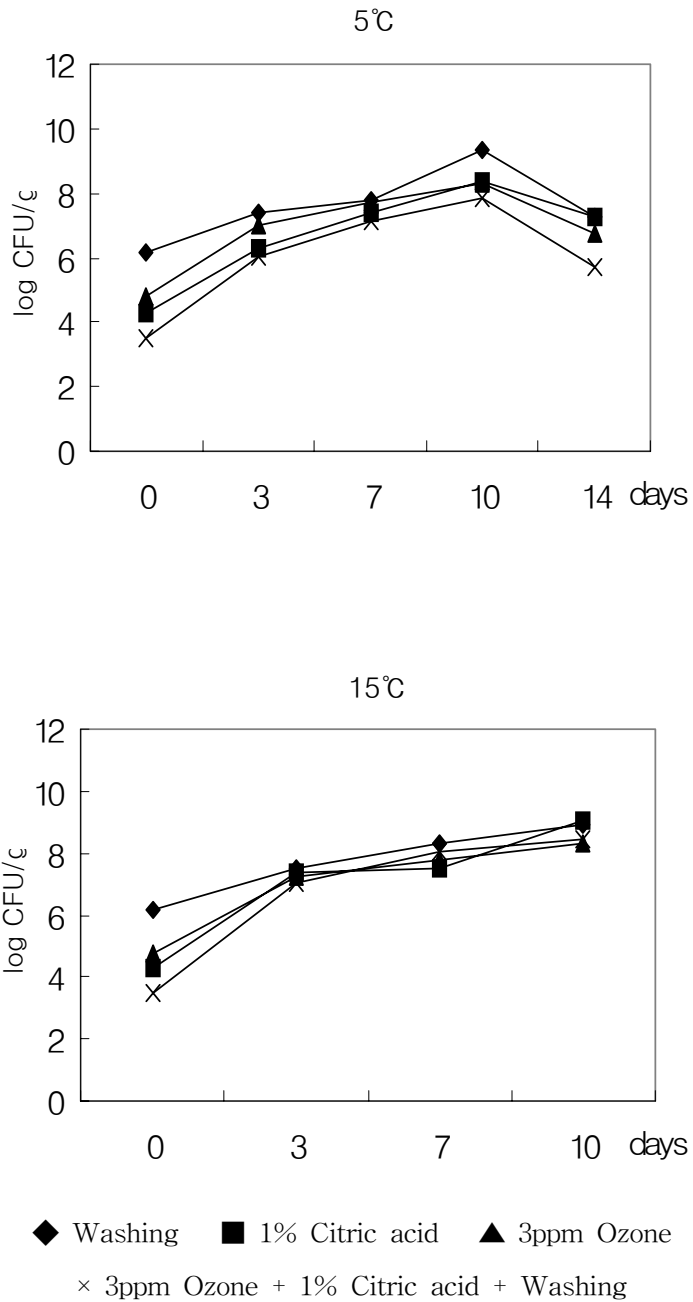 5℃
12
10
8
6
4
2
0
log CFU/g
0 3 7 10 14 days
15℃
12
10
8
6
4
2
0
log CFU/g
0 3 7 10 days
Washing 1% Citric acid 3ppm Ozone
× 3ppm Ozone + 1% Citric acid + Washing